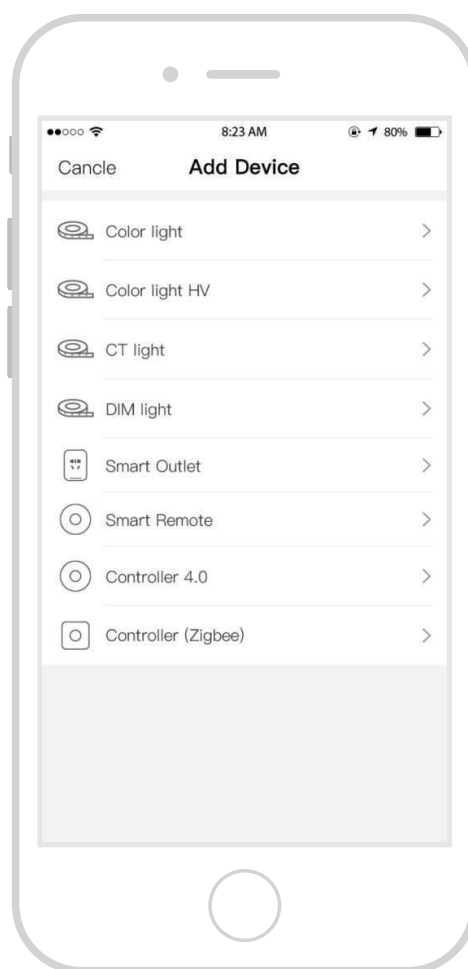 8:23 AM 80%
Cancle Add Device
Color light
Color light HV
CT light
DIM light
Smart Outlet
Smart Remote
Controller 4.0
Controller (Zigbee)